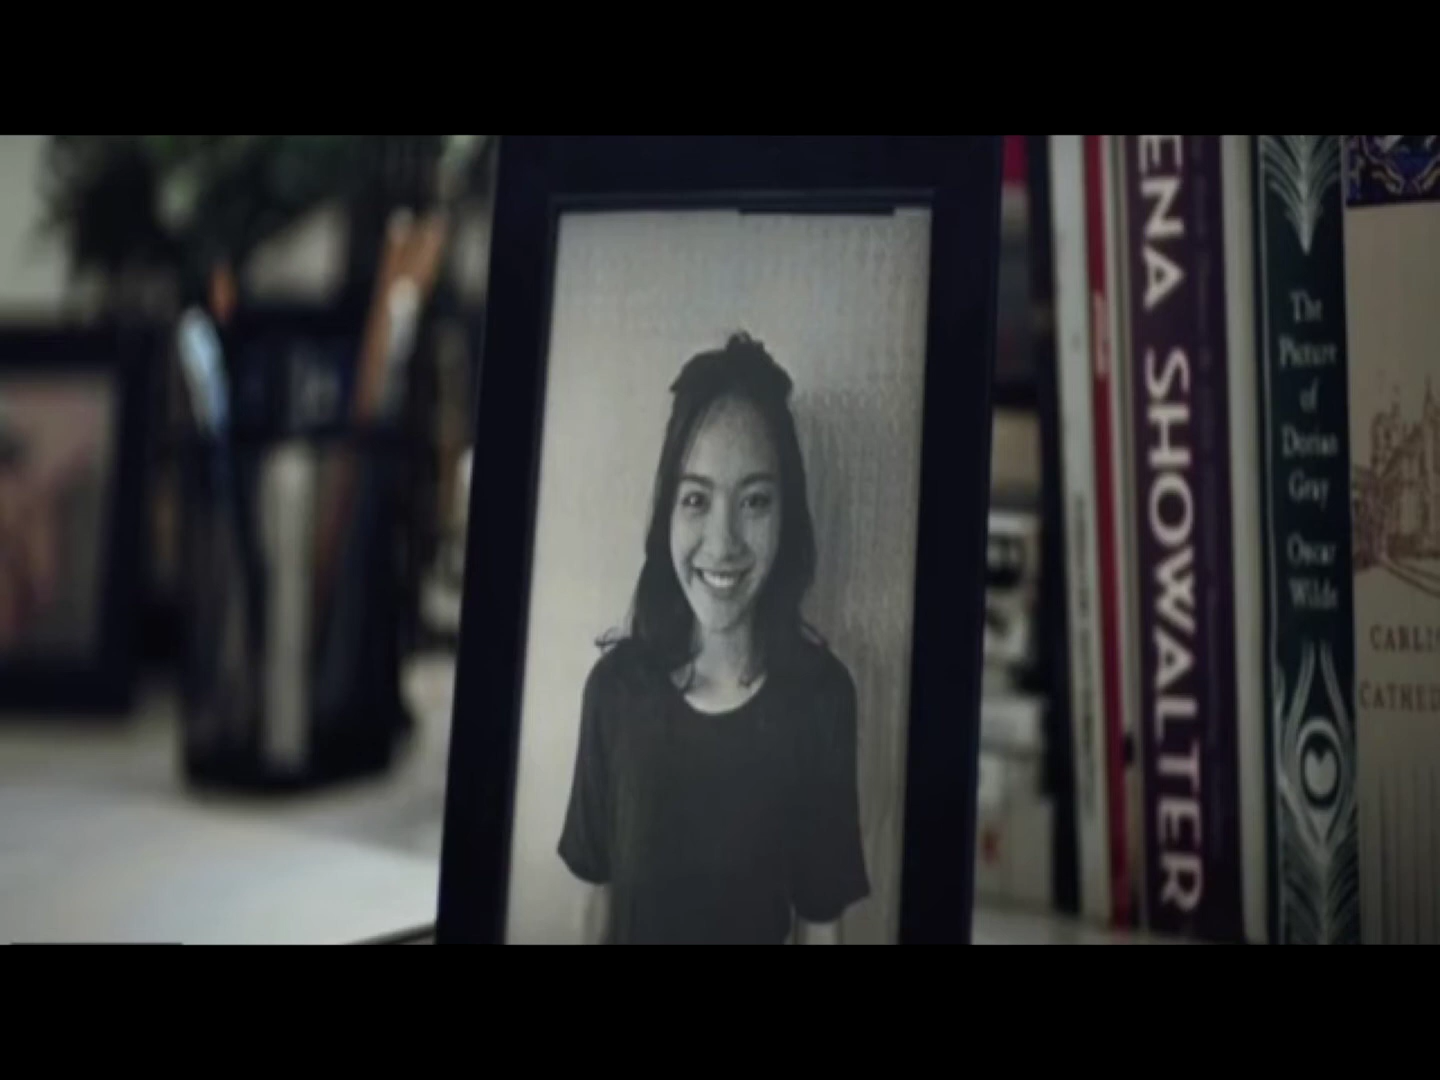 ENA SHOWALTER
The
Picture
of
Dorian
Gray
Oscar
Wilde
CARLI
CATHED